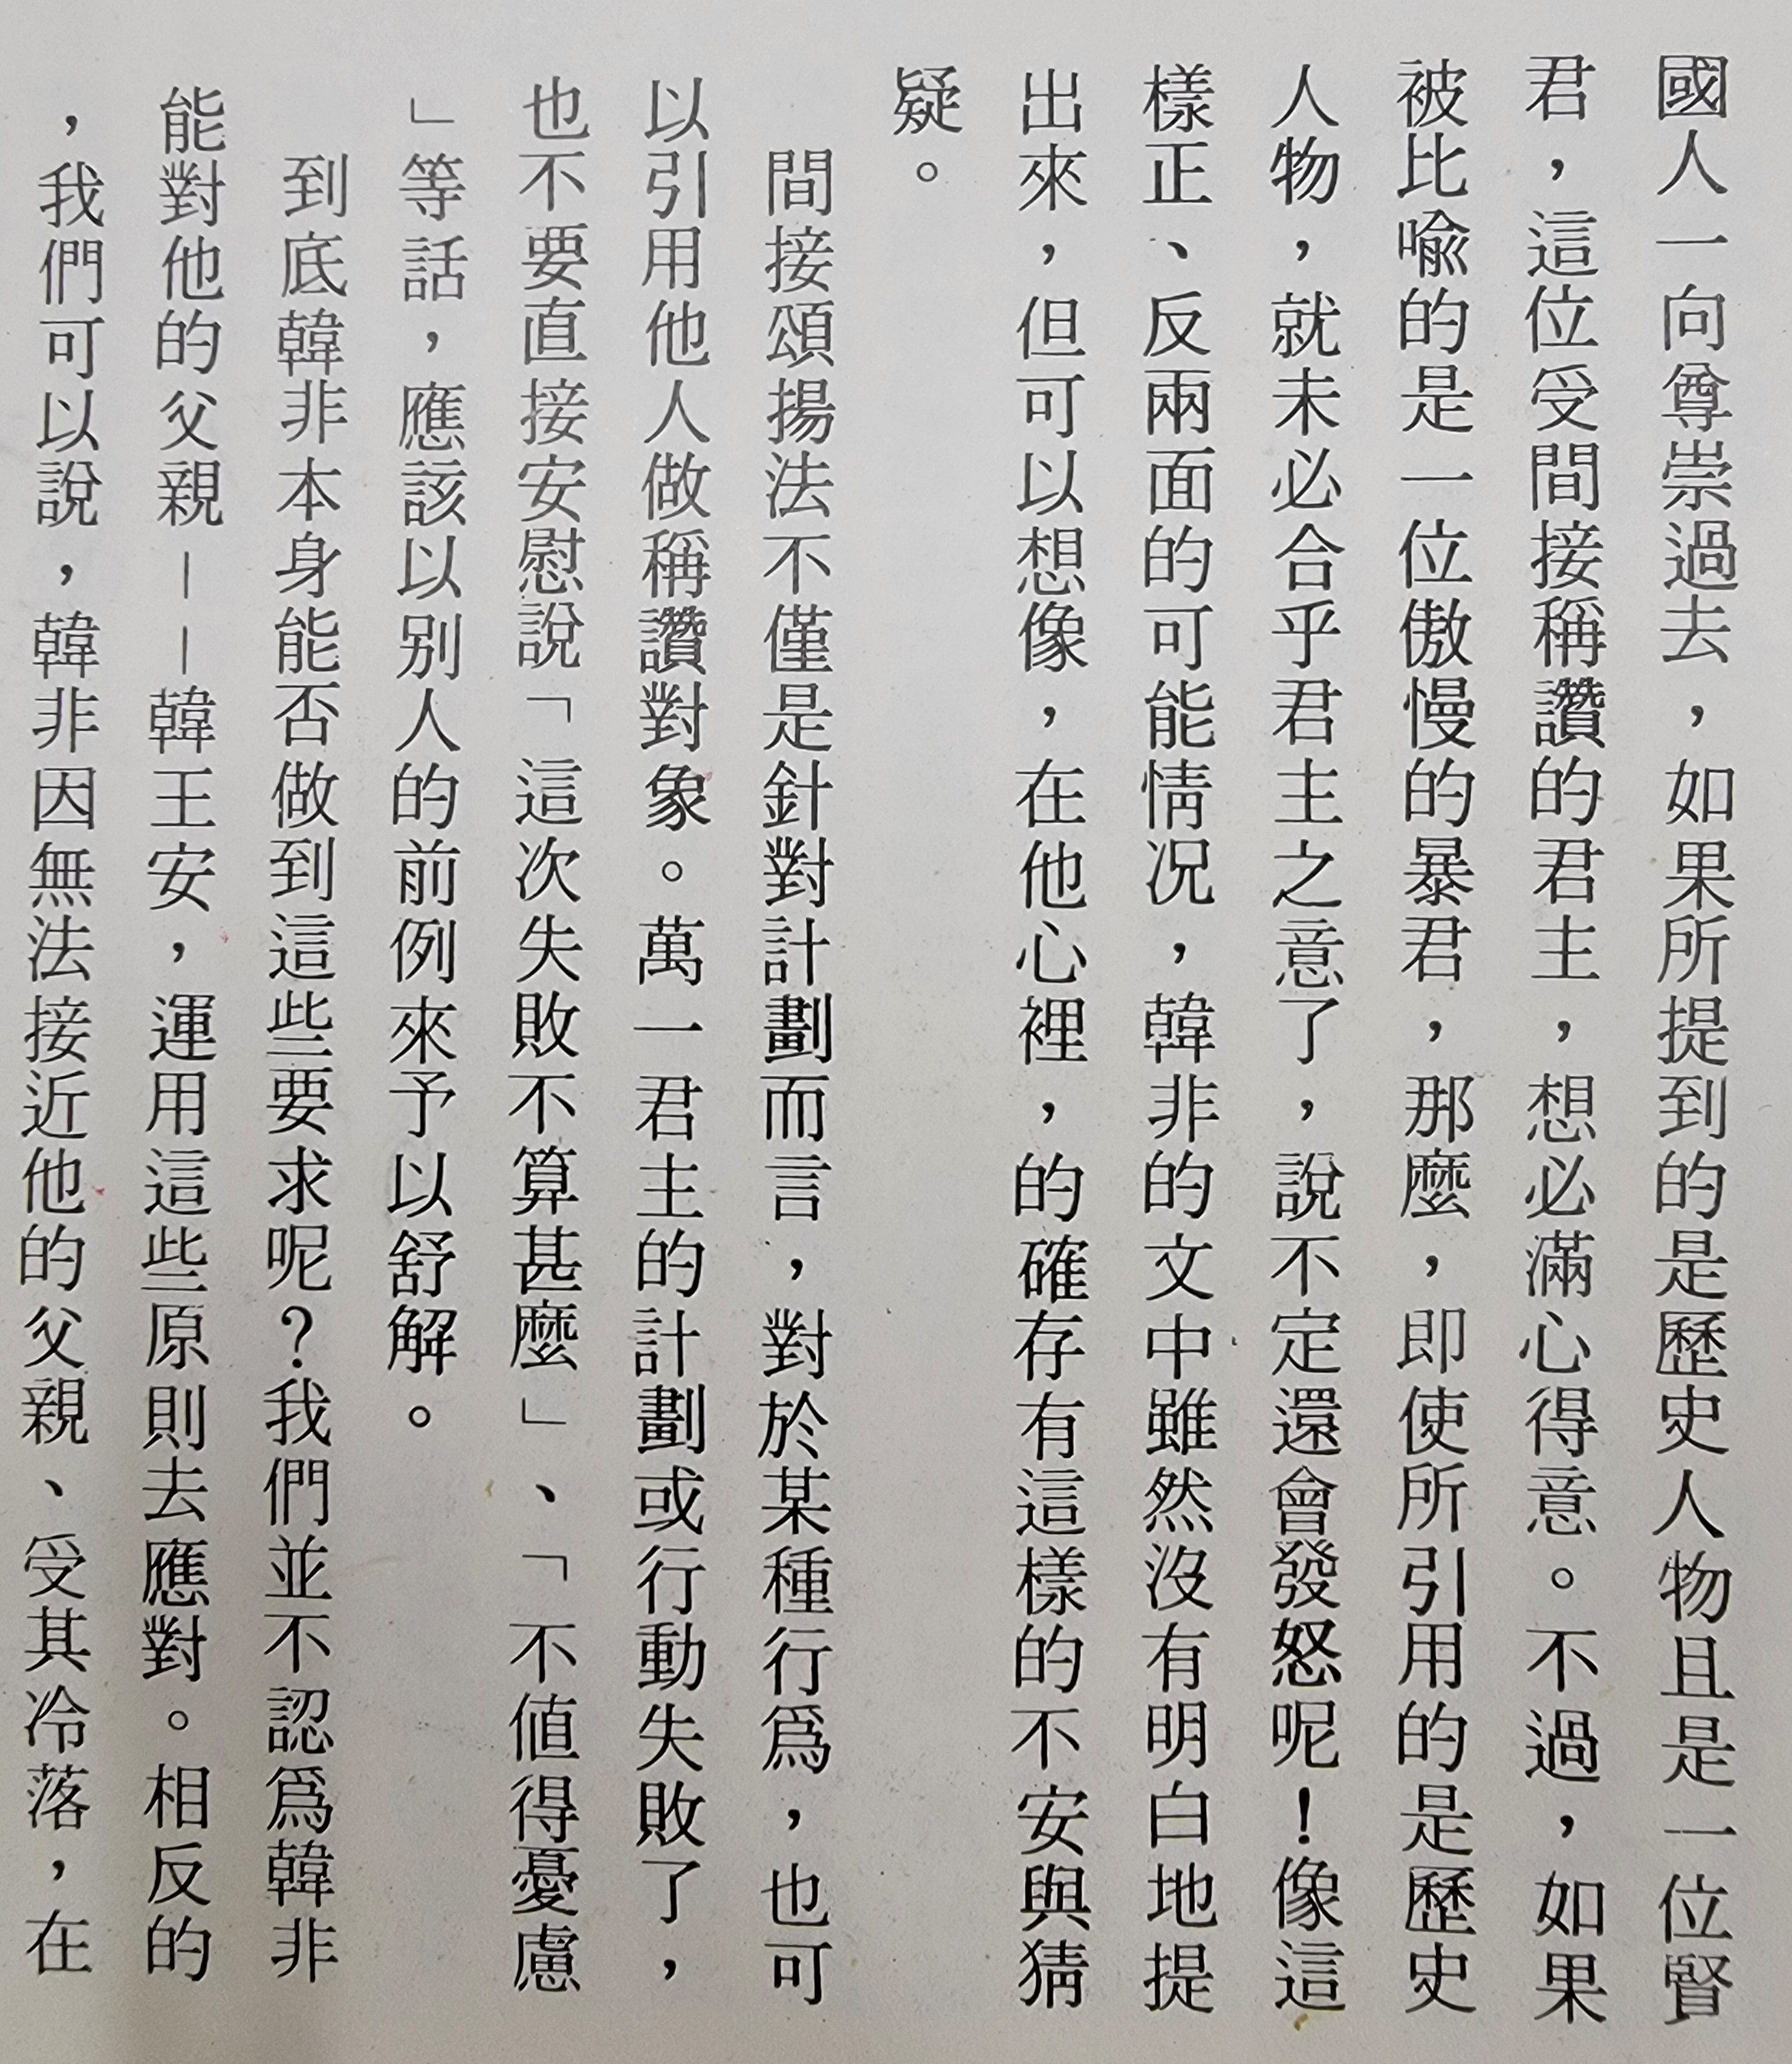 國人一向尊崇過去，如果所提到的是歷史人物且是一位賢
君，這位受間接稱讚的君主，想必滿心得意。不過，如果
被比喻的是一位傲慢的暴君，那麼，即使所引用的是歷史
人物，就未必合乎君主之意了，說不定還會發怒呢！像這
樣正、反兩面的可能情況，韓非的文中雖然沒有明白地提
出來，但可以想像，在他心裡，的確存有這樣的不安與猜
疑。
間接頌揚法不僅是針對計劃而言，對於某種行爲，也可
以引用他人做稱讚對象。萬一君主的計劃或行動失敗了，
也不要直接安慰說「這次失敗不算甚麼」、「不值得憂慮
」等話，應該以別人的前例來予以舒解。
到底韓非本身能否做到這些要求呢？我們並不認爲韓非
能對他的父親——韓王安，運用這些原則去應對。相反的
，我們可以說，韓非因無法接近他的父親、受其冷落，在